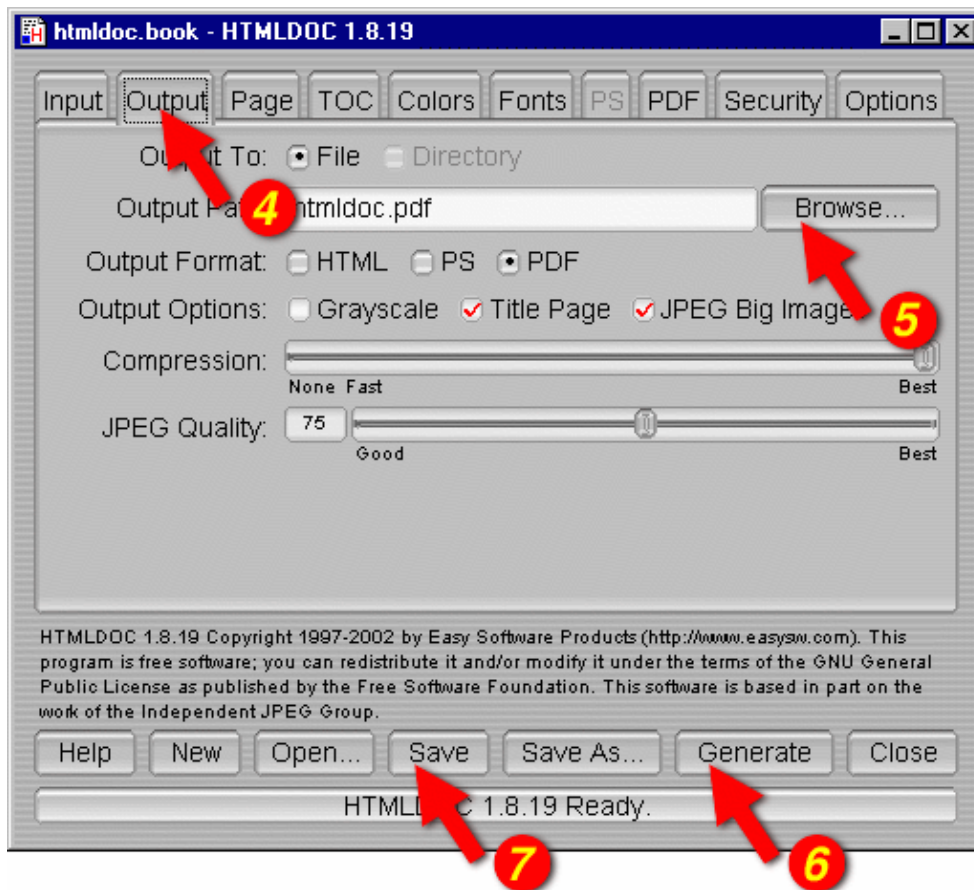 htmldoc.book - HTMLDOC 1.8.19
Input Output Page TOC Colors Fonts PS PDF Security Options
Output To: File Directory
4
Output htmldoc.pdf Browse...
Output Format: HTML PS PDF
5
Output Options: Grayscale Title Page JPEG Big Images
Compression:
None Fast Best
JPEG Quality: 75
Good Best
HTMLDOC 1.8.19 Copyright 1997-2002 by Easy Software Products (http://www.easysw.com). This
program is free software; you can redistribute it and/or modify it under the terms of the GNU General
Public License as published by the Free Software Foundation. This software is based in part on the
work of the Independent JPEG Group.
Help New Open... Save Save As... Generate Close
HTMLDOC 1.8.19 Ready.
7 6